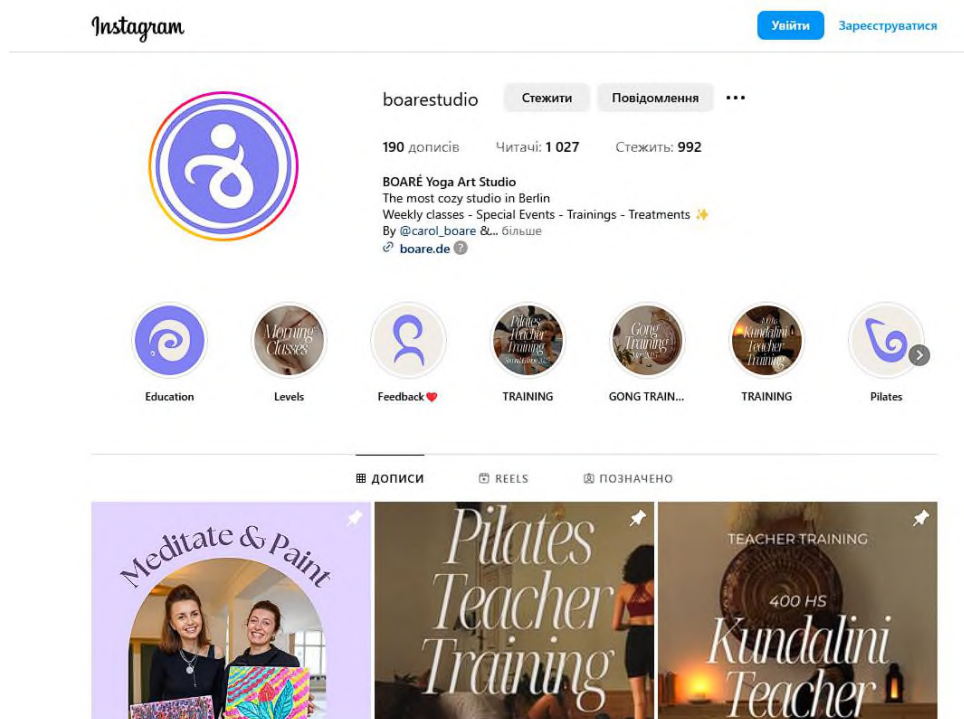 Instagram
Увійти
Зареєструватися
boarestudio
Стежити
Повідомлення
190 дописів
Читачі: 1 027
Стежить: 992
BOARÉ Yoga Art Studio
The most cozy studio in Berlin
Weekly classes - Special Events - Trainings - Treatments ✨
By @carol_boare &... більше
boare.de ?
Morning
Classes
Pilates
Teacher
Training
Gong
Training
Kundalini
Teacher
Training
Education
Levels
Feedback❤️
TRAINING
GONG TRAIN...
TRAINING
Pilates
ДОПИСИ
REELS
ПОЗНАЧЕНО
Meditate & Paint
Pilates
Teacher
Training
TEACHER TRAINING
400 HS
Kundalini
Teacher